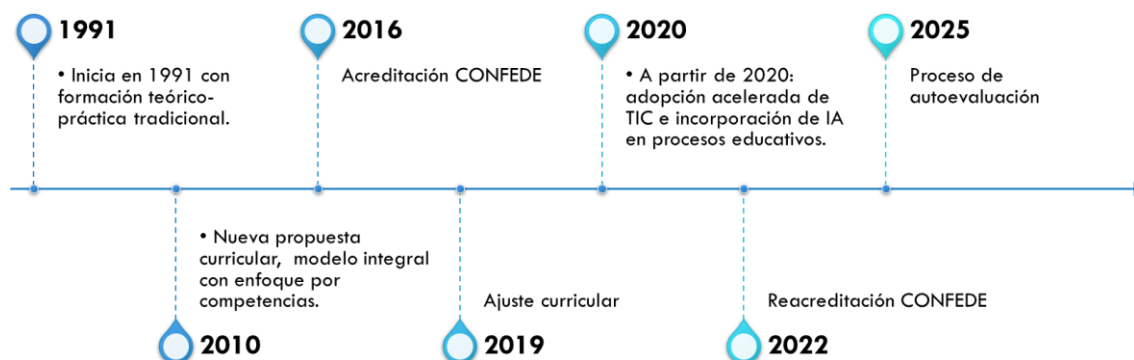 1991
• Inicia en 1991 con
formación teórico-
práctica tradicional.
2016
Acreditación CONFEDE
2020
• A partir de 2020:
adopción acelerada de
TIC e incorporación de IA
en procesos educativos.
2025
Proceso de
autoevaluación
• Nueva propuesta
curricular, modelo integral
con enfoque por
competencias.
2010
Ajuste curricular
2019
Reacreditación CONFEDE
2022